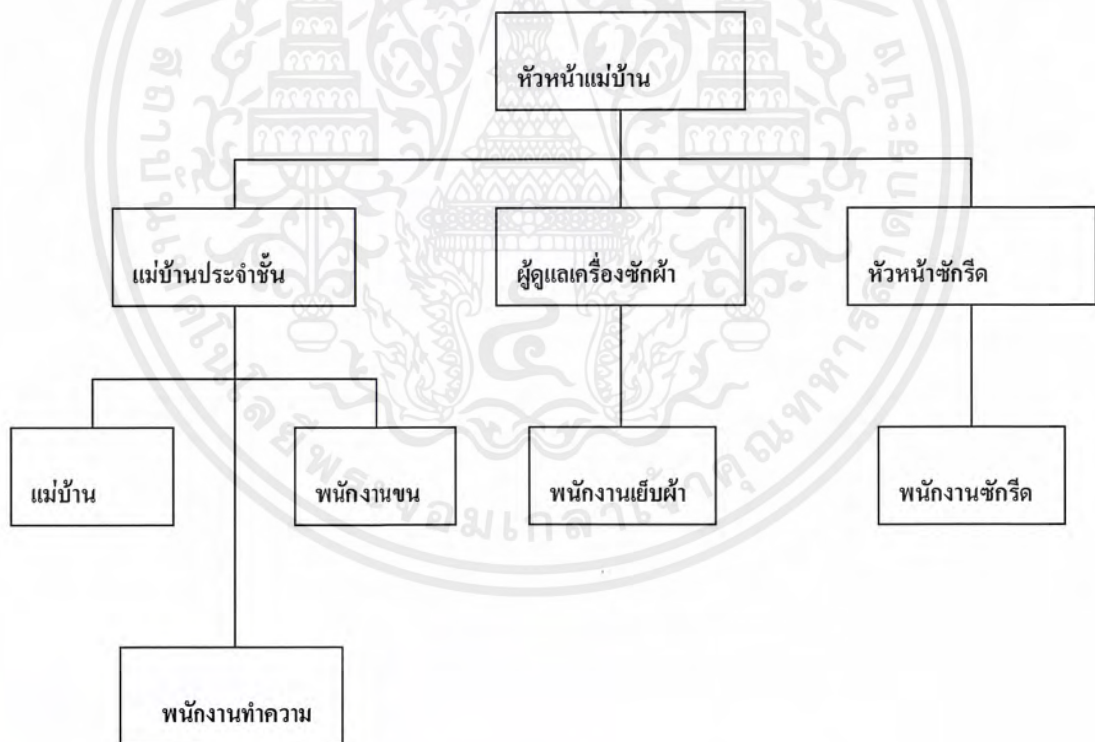 หัวหน้าแม่บ้าน
แม่บ้านประจำชั้น
ผู้ดูแลเครื่องซักผ้า
หัวหน้าซักรีด
แม่บ้าน
พนักงานขน
พนักงานเย็บผ้า
พนักงานซักรีด
พนักงานทำความ